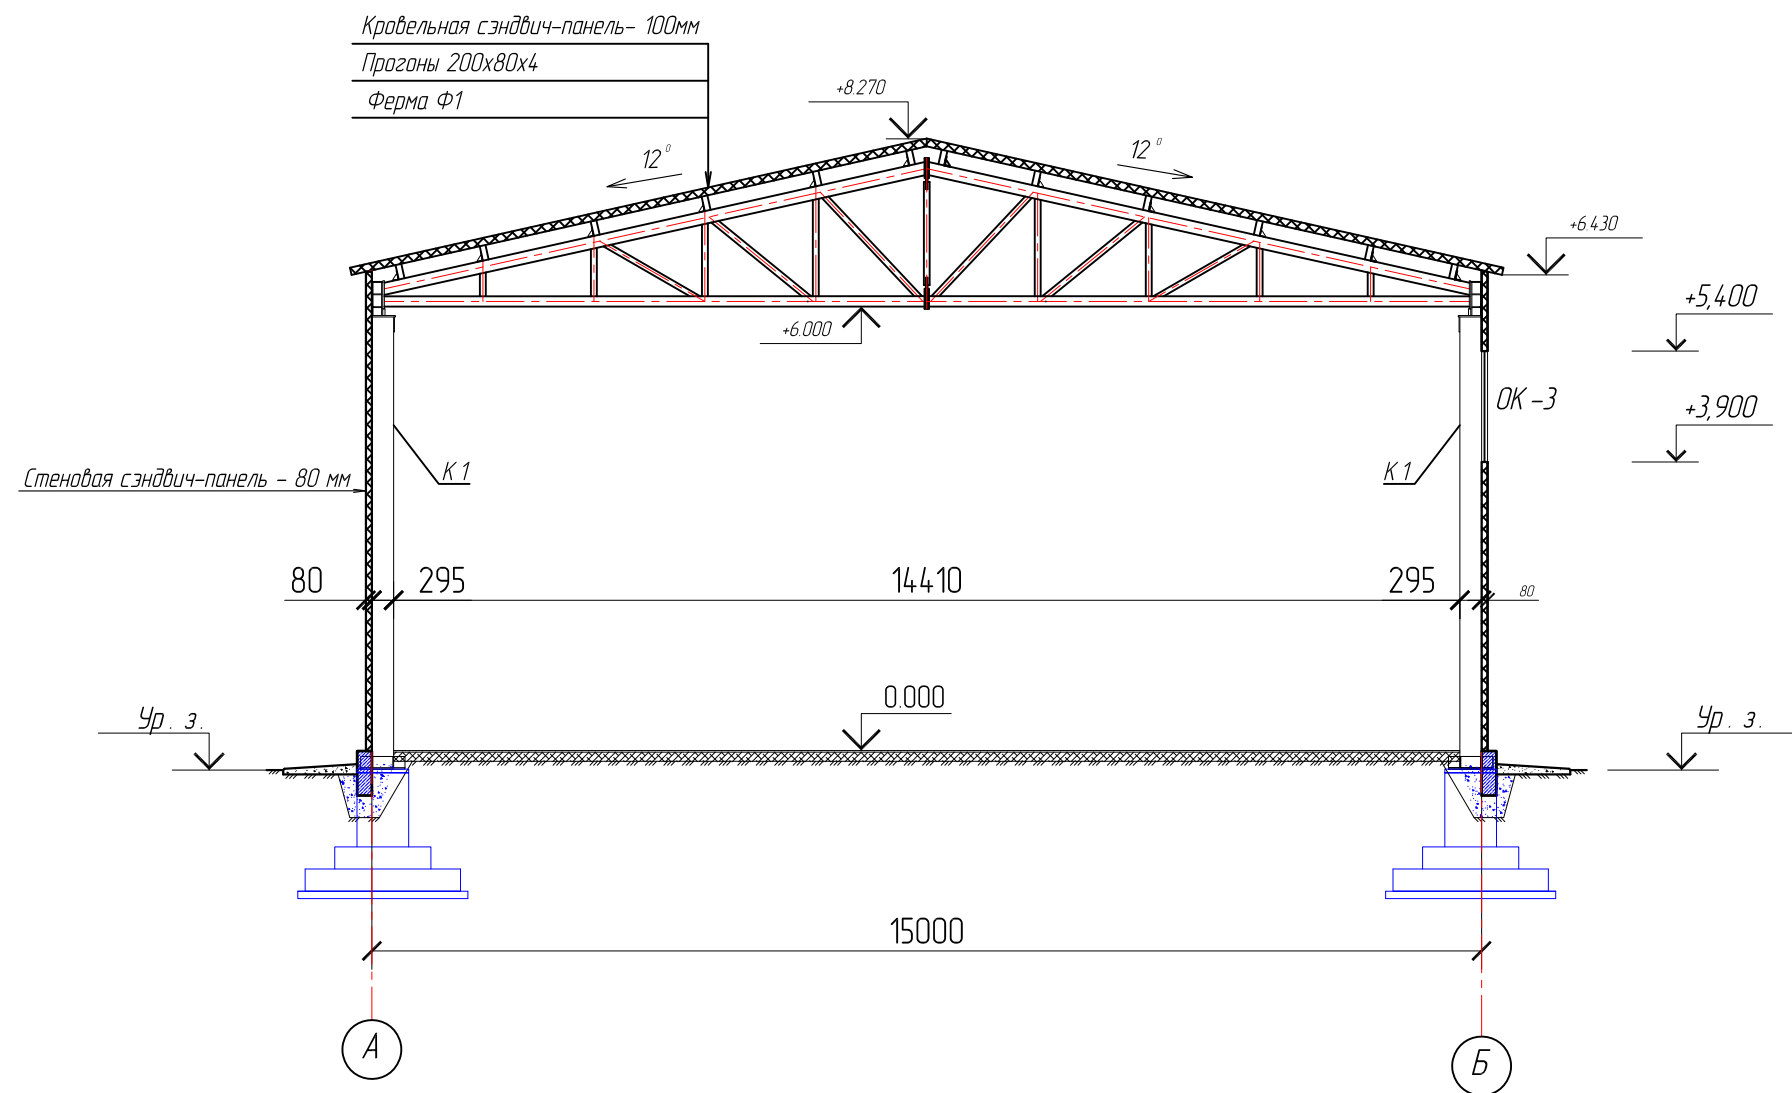 Кровельная сэндвич-панель- 100мм
Прогоны 200х80х4
Ферма Ф1
+8.270
12°
12°
+6.430
+5,400
+6.000
ОК-3
+3,900
К1
К1
Стеновая сэндвич-панель - 80 мм
80
295
14410
295
80
0.000
Ур. з.
Ур. з.
15000
А
Б